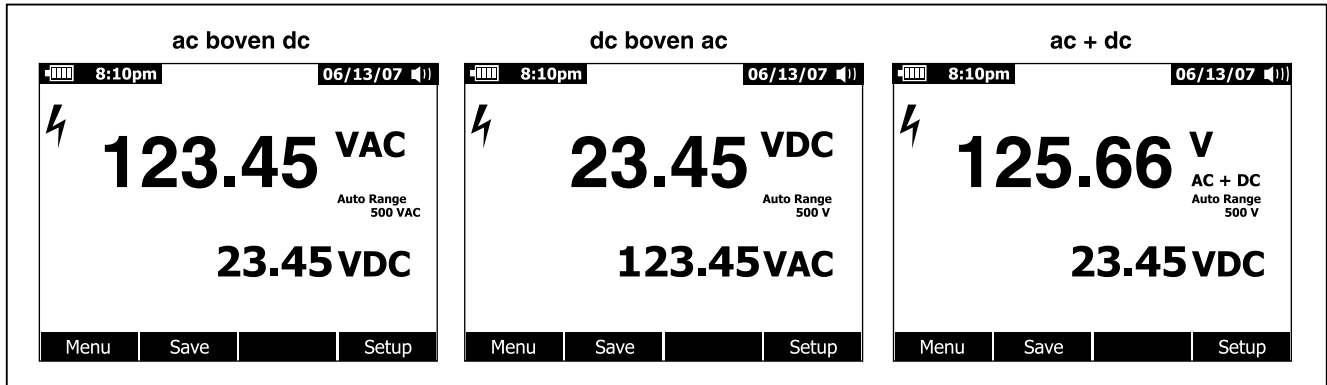 ac boven dc
8:10pm 06/13/07
123.45 VAC
Auto Range
500 VAC
23.45 VDC
Menu Save Setup
dc boven ac
8:10pm 06/13/07
23.45 VDC
Auto Range
500 V
123.45 VAC
Menu Save Setup
ac + dc
8:10pm 06/13/07
125.66 V
AC + DC
Auto Range
500 V
23.45 VDC
Menu Save Setup